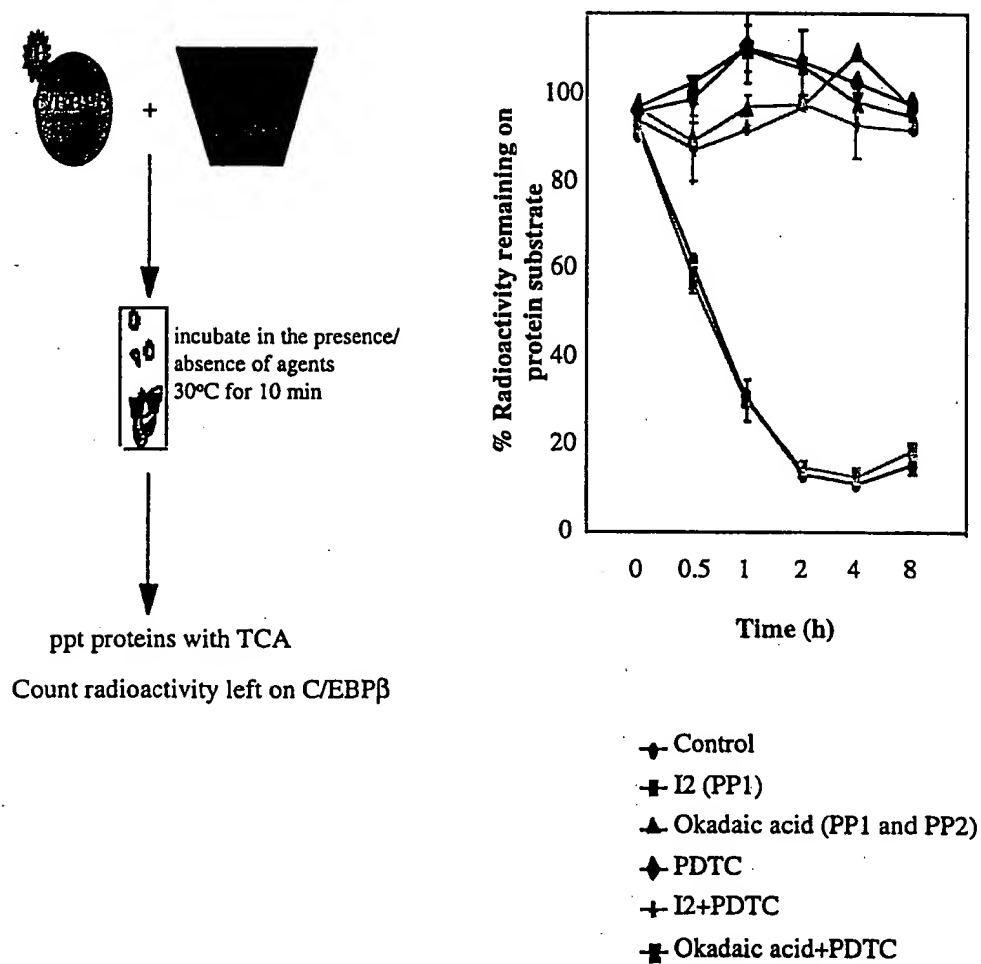 C/EBPβ
+
incubate in the presence/
absence of agents
30°C for 10 min
ppt proteins with TCA
Count radioactivity left on C/EBPβ
% Radioactivity remaining on
protein substrate
100
80
60
40
20
0
0 0.5 1 2 4 8
Time (h)
Control
I2 (PP1)
Okadaic acid (PP1 and PP2)
PDTC
I2+PDTC
Okadaic acid+PDTC